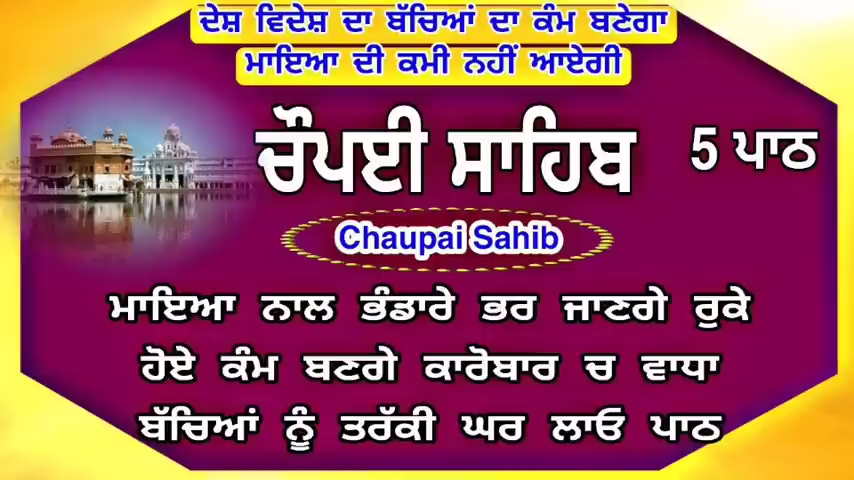 ਦੇਸ਼ ਵਿਦੇਸ਼ ਦਾ ਬੱਚਿਆਂ ਦਾ ਕੰਮ ਬਣੇਗਾ
ਮਾਇਆ ਦੀ ਕਮੀ ਨਹੀਂ ਆਏਗੀ
ਚੌਪਈ ਸਾਹਿਬ 5 ਪਾਠ
Chaupai Sahib
ਮਾਇਆ ਨਾਲ ਭੰਡਾਰੇ ਭਰ ਜਾਣਗੇ ਰੁਕੇ
ਹੋਏ ਕੰਮ ਬਣਗੇ ਕਾਰੋਬਾਰ ਚ ਵਾਧਾ
ਬੱਚਿਆਂ ਨੂੰ ਤਰੱਕੀ ਘਰ ਲਾਓ ਪਾਠ